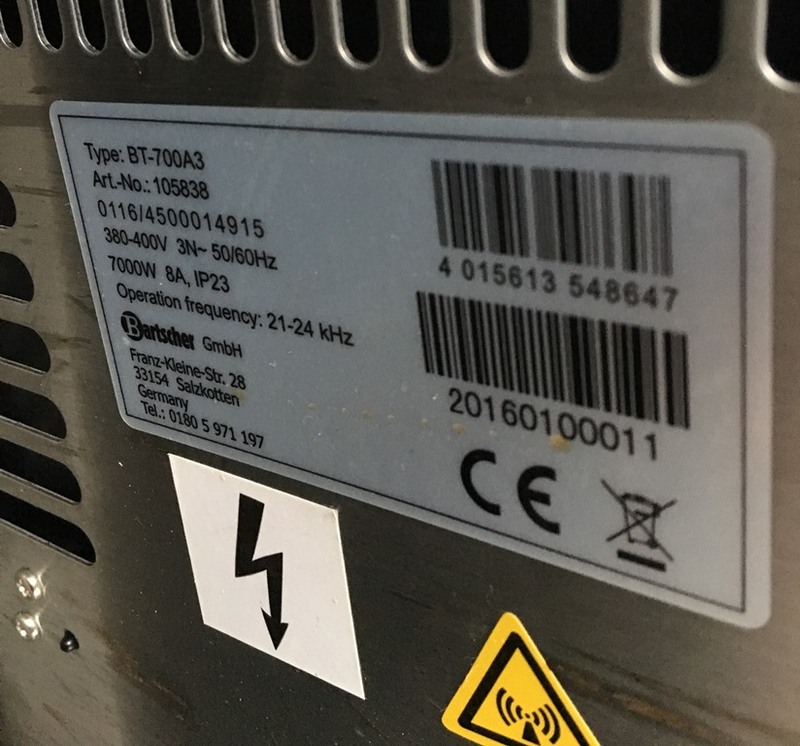 Type: BT-700A3
Art.-No.: 105838
0116/4500014915
380-400V 3N~ 50/60Hz
7000W 8A, IP23
Operation frequency: 21-24 kHz
Bartscher GmbH
Franz-Kleine-Str. 28
33154 Salzkotten
Germany
Tel.: 0180 5 971 197
4 015613 548647
20160100011
CE